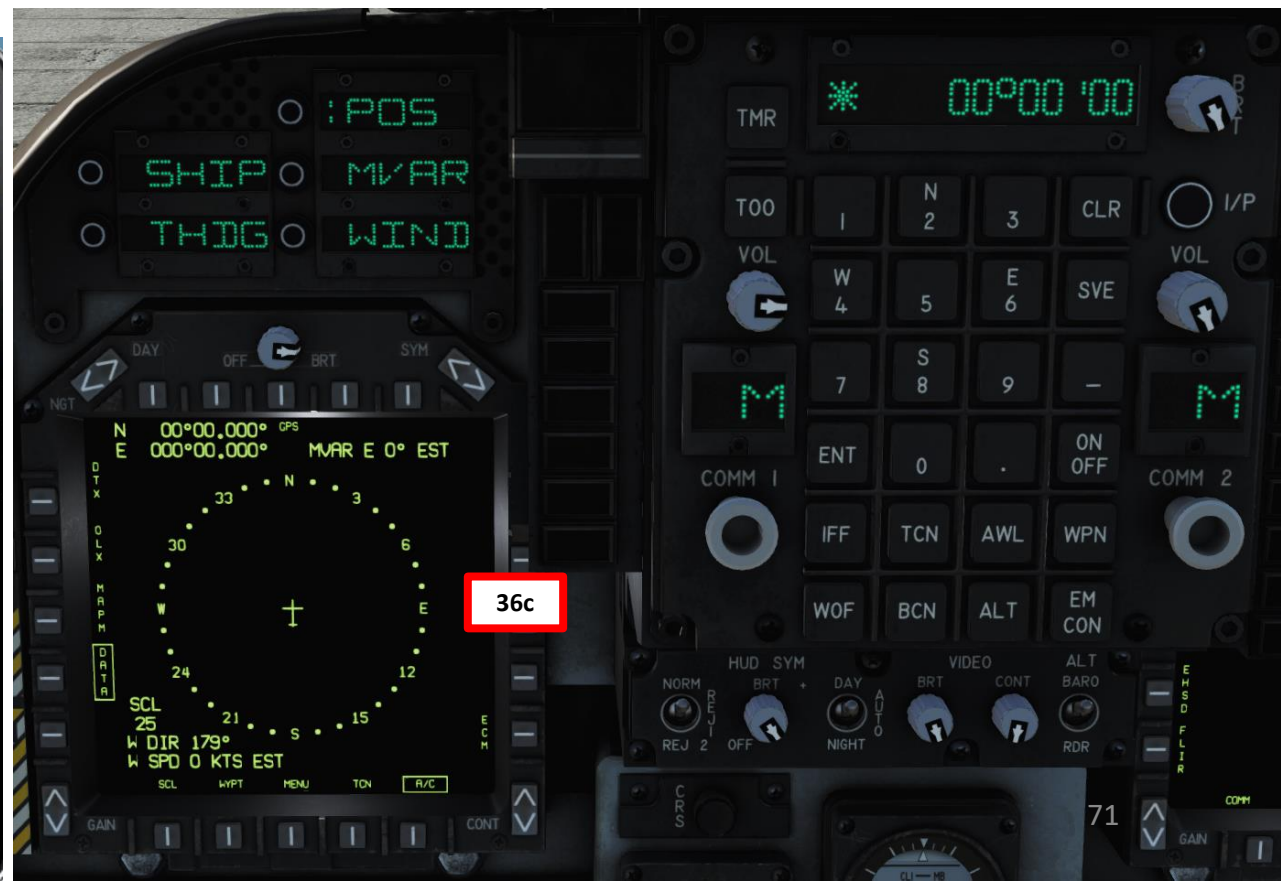 :POS
SHIP
MVAR
THDG
WIND
DAY
OFF
BRT
SYM
NGT
N 00°00.000° GPS
E 000°00.000° MVAR E 0° EST
DTX
OLX
MAPM
DATA
N
3
6
E
12
15
S
21
24
W
30
33
SCL
25
W DIR 179°
W SPD 0 KTS EST
ECM
SCL WYPT MENU TCN A/C
GAIN
CONT
36c
TMR
✳ 00°00'00
BRT
TOO
1
N 2
3
CLR
I/P
VOL
W 4
5
E 6
SVE
VOL
M
7
S 8
9
–
M
ENT
0
.
ON OFF
COMM 1
COMM 2
IFF
TCN
AWL
WPN
WOF
BCN
ALT
EM CON
HUD SYM
VIDEO
ALT
NORM
REJ 1
REJ 2
BRT +
OFF
DAY
AUTO
NIGHT
BRT
CONT
BARO
RDR
EHSD
FLIR
COMM
GAIN
CRS
71